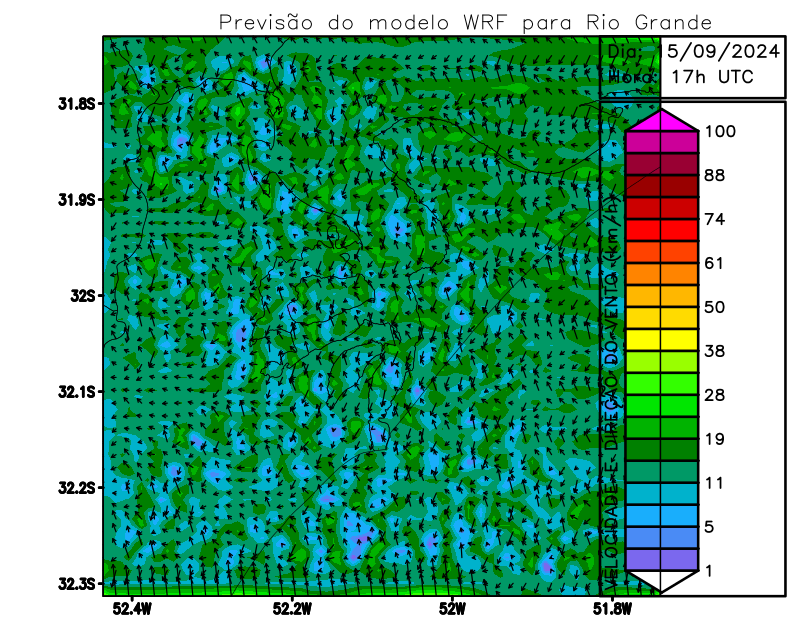 Previsão do modelo WRF para Rio Grande
Dia: 5/09/2024
Hora: 17h UTC
31.8S
31.9S
32S
32.1S
32.2S
32.3S
52.4W
52.2W
52W
51.8W
VELOCIDADE E DIREÇÃO DO VENTO (km/h)
100
88
74
61
50
38
28
19
11
5
1